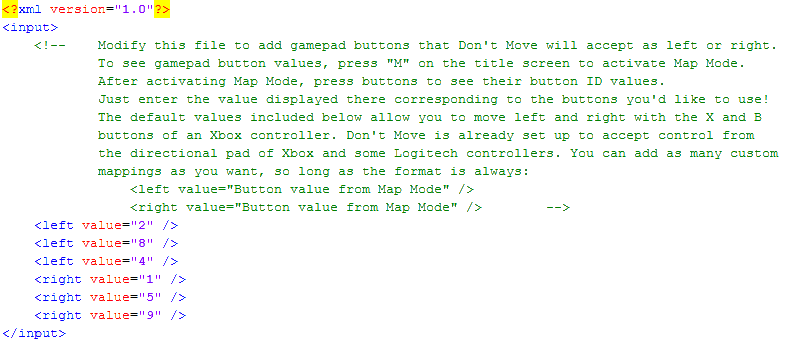 <?xml version="1.0"?>
<input>
<!-- Modify this file to add gamepad buttons that Don't Move will accept as left or right.
To see gamepad button values, press "M" on the title screen to activate Map Mode.
After activating Map Mode, press buttons to see their button ID values.
Just enter the value displayed there corresponding to the buttons you'd like to use!
The default values included below allow you to move left and right with the X and B
buttons of an Xbox controller. Don't Move is already set up to accept control from
the directional pad of Xbox and some Logitech controllers. You can add as many custom
mappings as you want, so long as the format is always:
<left value="Button value from Map Mode" />
<right value="Button value from Map Mode" /> -->
<left value="2" />
<left value="8" />
<left value="4" />
<right value="1" />
<right value="5" />
<right value="9" />
</input>